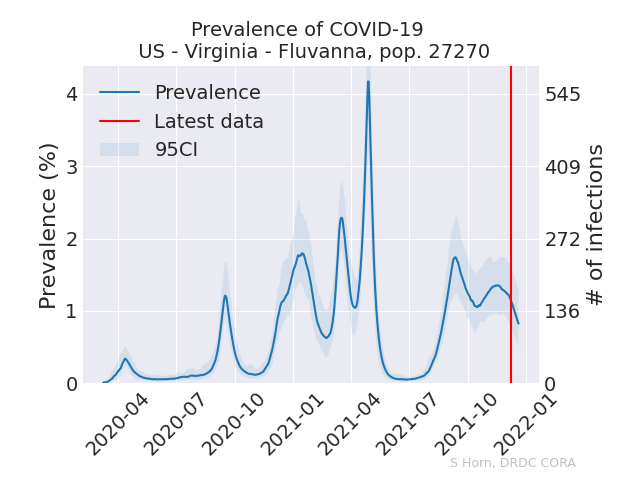 Prevalence of COVID-19
US - Virginia - Fluvanna, pop. 27270
Prevalence
Latest data
95CI
Prevalence (%)
4
3
2
1
0
545
409
272
136
0
# of infections
2020-04
2020-07
2020-10
2021-01
2021-04
2021-07
2021-10
2022-01
S Horn, DRDC CORA